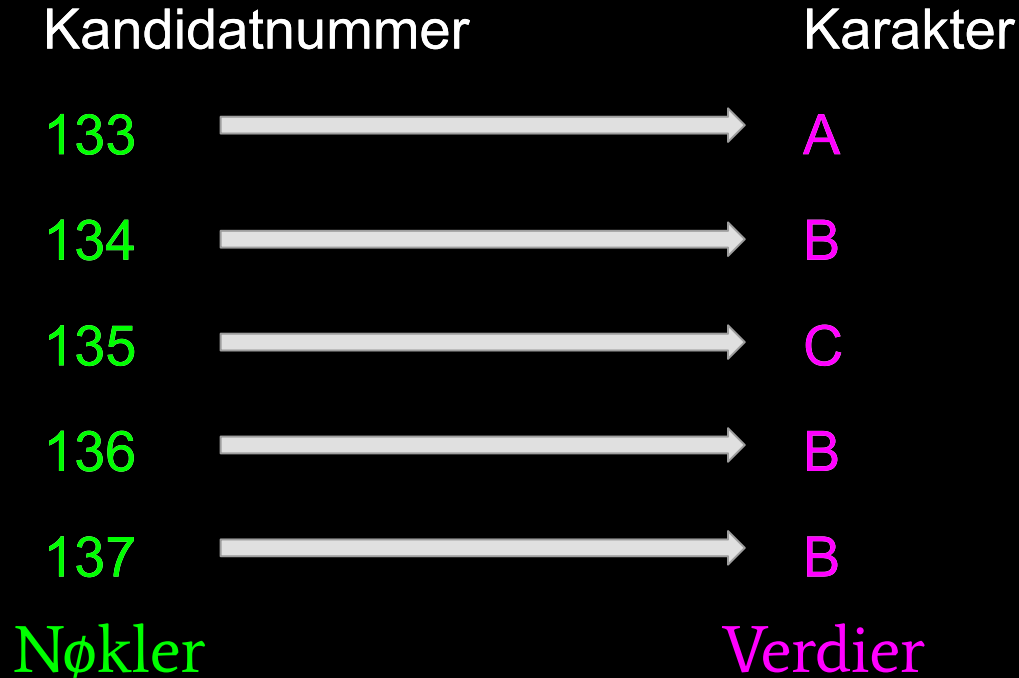 Kandidatnummer Karakter
133 A
134 B
135 C
136 B
137 B
Nøkler Verdier